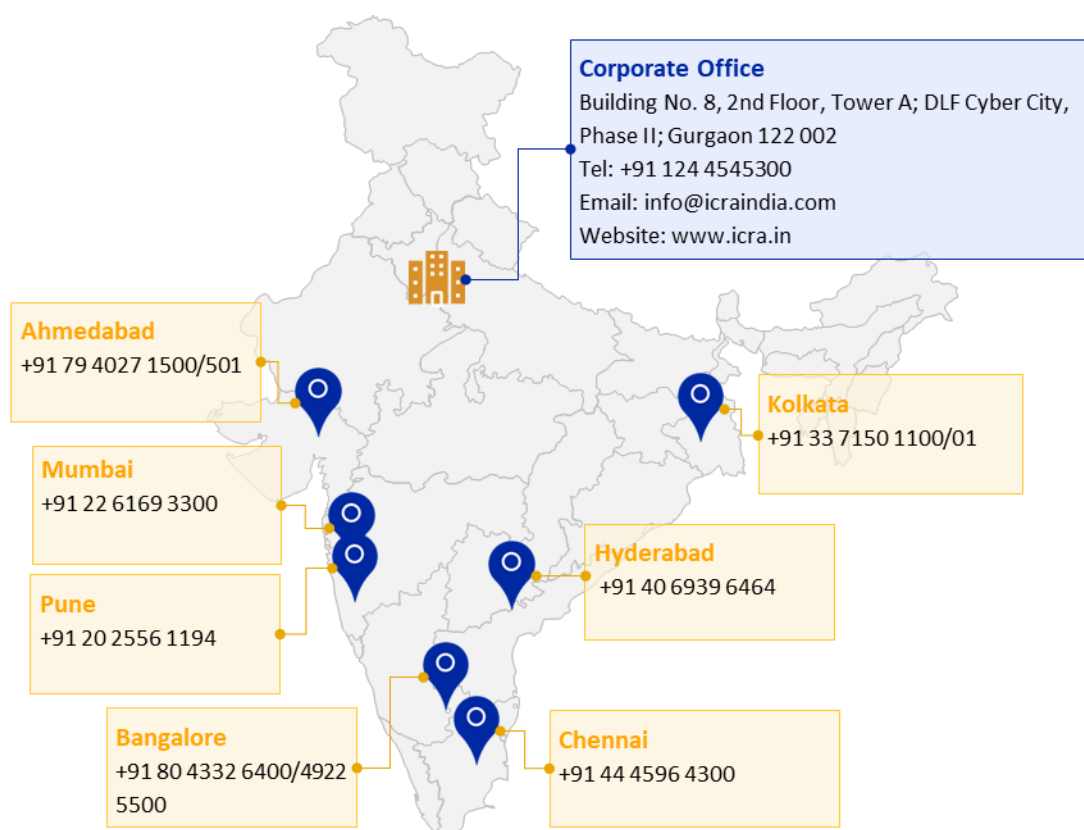 Corporate Office
Building No. 8, 2nd Floor, Tower A; DLF Cyber City,
Phase II; Gurgaon 122 002
Tel: +91 124 4545300
Email: info@icraindia.com
Website: www.icra.in
Ahmedabad
+91 79 4027 1500/501
Kolkata
+91 33 7150 1100/01
Mumbai
+91 22 6169 3300
Hyderabad
+91 40 6939 6464
Pune
+91 20 2556 1194
Bangalore
+91 80 4332 6400/4922
5500
Chennai
+91 44 4596 4300